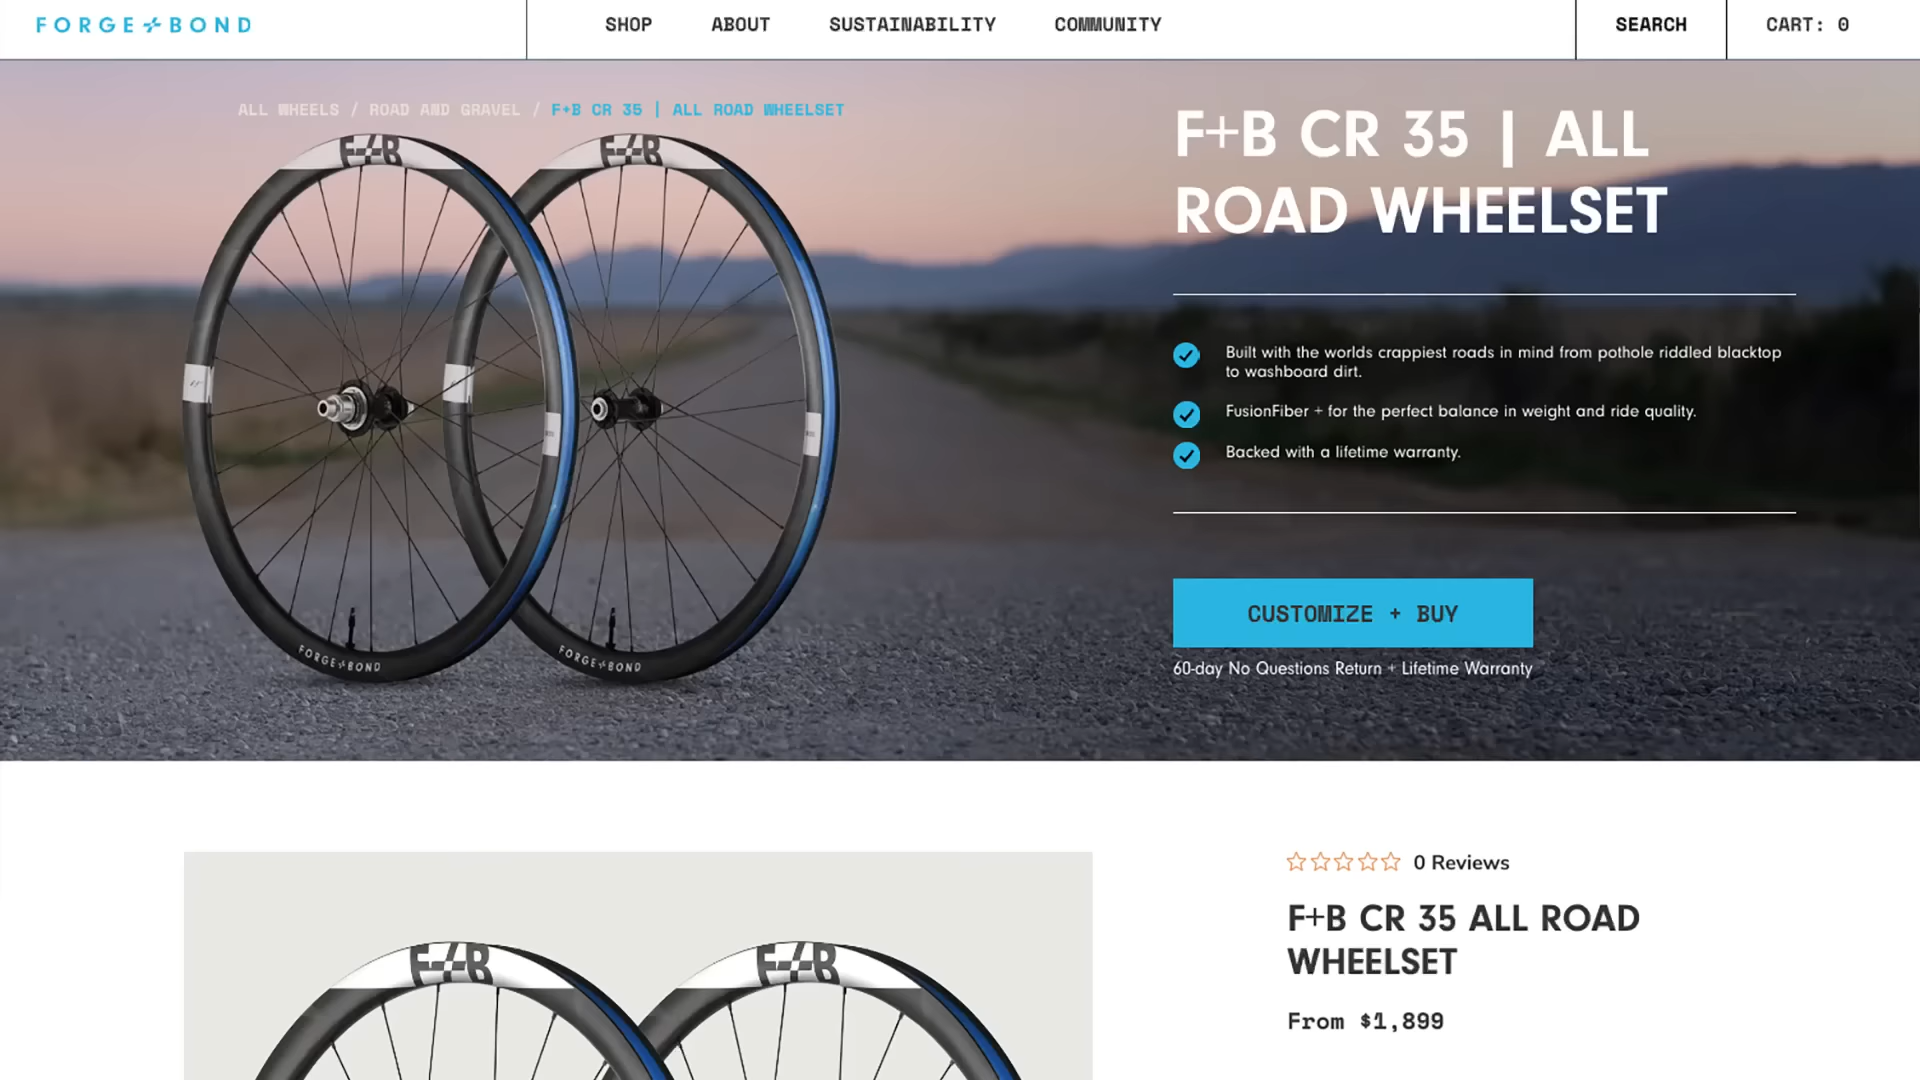 FORGE+BOND
SHOP
ABOUT
SUSTAINABILITY
COMMUNITY
SEARCH
CART: 0
ALL WHEELS / ROAD AND GRAVEL / F+B CR 35 | ALL ROAD WHEELSET
F+B
F+B
FORGE+BOND
FORGE+BOND
F+B CR 35 | ALL
ROAD WHEELSET
Built with the worlds crappiest roads in mind from pothole riddled blacktop
to washboard dirt.
FusionFiber + for the perfect balance in weight and ride quality.
Backed with a lifetime warranty.
CUSTOMIZE + BUY
60-day No Questions Return + Lifetime Warranty
F+B
F+B
0 Reviews
F+B CR 35 ALL ROAD
WHEELSET
From $1,899